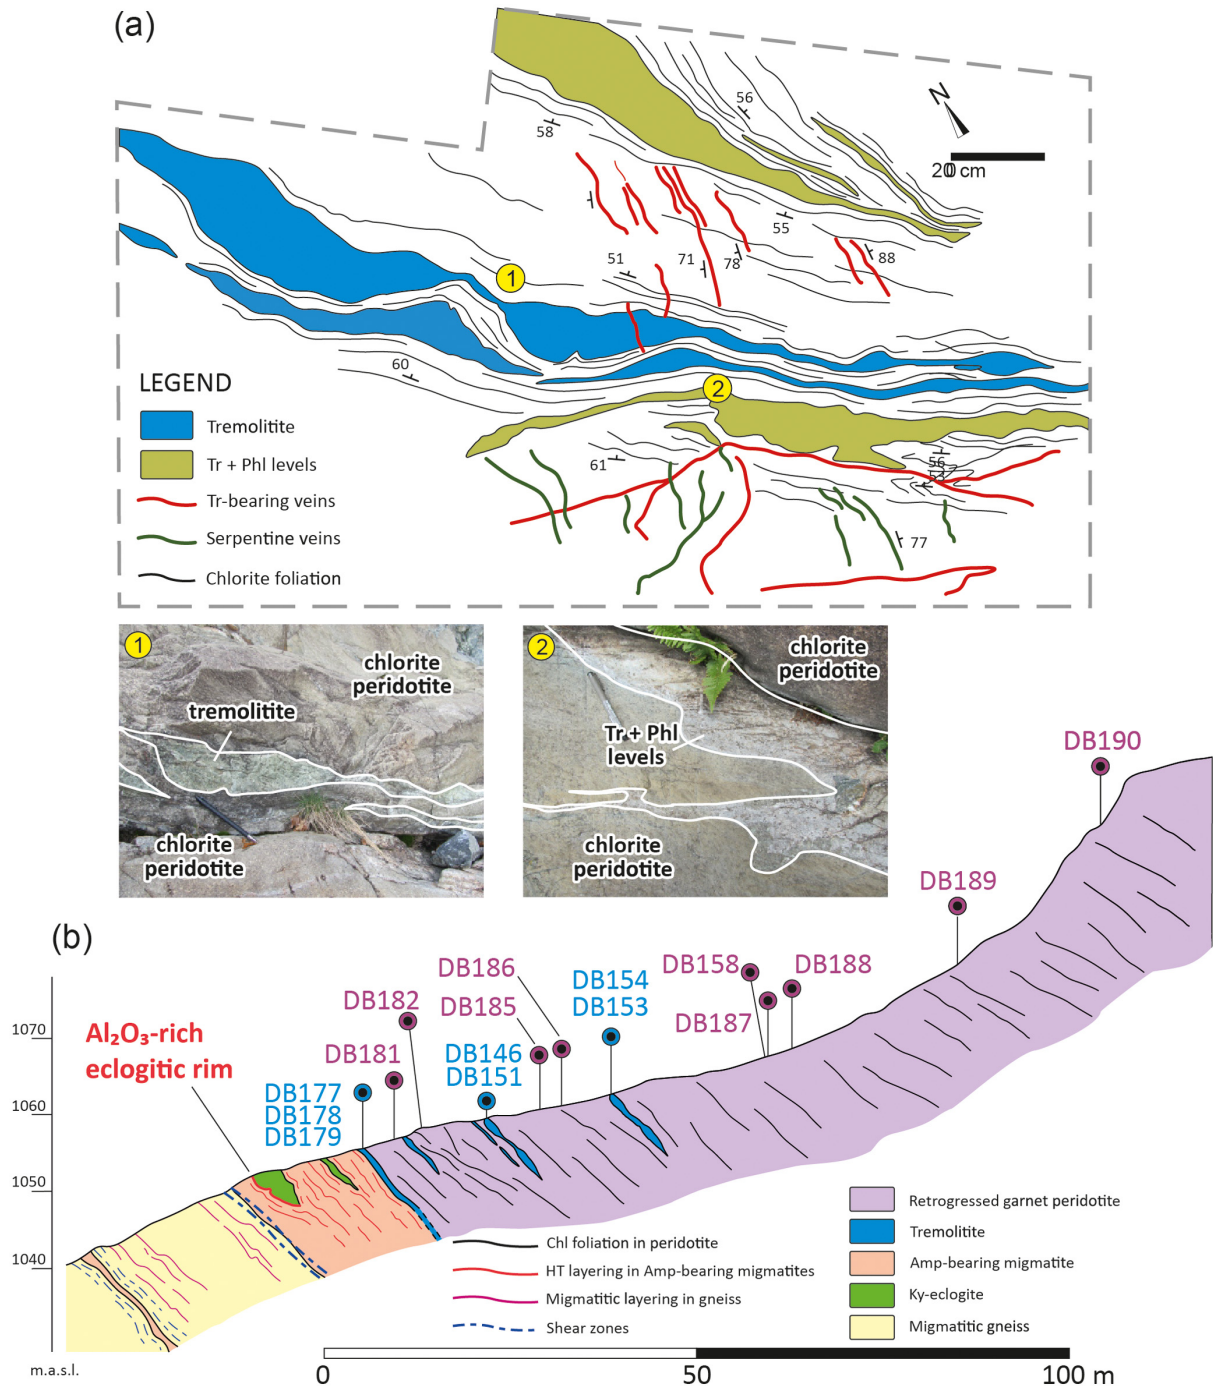 (a)
N
20 cm
56
58
55
51
71
78
88
1
60
2
61
56
54
77
LEGEND
Tremolitite
Tr + Phl levels
Tr-bearing veins
Serpentine veins
Chlorite foliation
1
chlorite
peridotite
tremolitite
chlorite
peridotite
2
chlorite
peridotite
Tr + Phl
levels
chlorite
peridotite
(b)
DB190
DB189
DB186
DB185
DB182
DB181
DB154
DB153
DB158
DB187
DB188
DB146
DB151
DB177
DB178
DB179
Al₂O₃-rich
eclogitic rim
1070
1060
1050
1040
m.a.s.l.
Chl foliation in peridotite
HT layering in Amp-bearing migmatites
Migmatitic layering in gneiss
Shear zones
Retrogressed garnet peridotite
Tremolitite
Amp-bearing migmatite
Ky-eclogite
Migmatitic gneiss
0
50
100 m